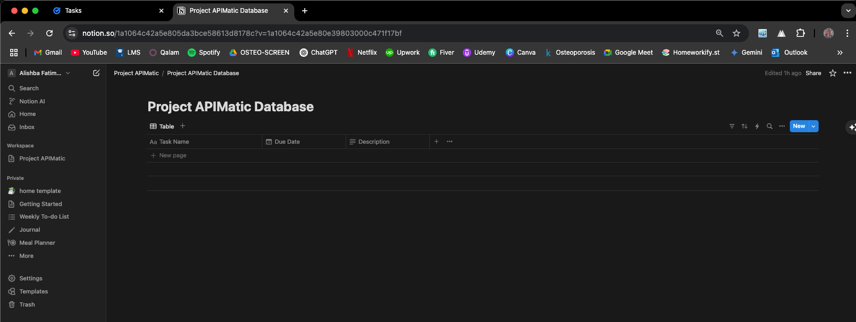 Tasks
Project APIMatic Database
notion.so/1a1064c42a5e805da3bce58613d8178c?v=1a1064c42a5e80e39803000c471f17bf
Gmail YouTube LMS Qalam Spotify OSTEO-SCREEN ChatGPT Netflix Upwork Fiver Udemy Canva Osteoporosis Google Meet Homeworkify.st Gemini Outlook
Alishba Fatim...
Project APIMatic / Project APIMatic Database
Edited 1h ago Share
Search
Notion AI
Home
Inbox
Workspace
Project APIMatic
Private
home template
Getting Started
Weekly To-do List
Journal
Meal Planner
More
Settings
Templates
Trash
Project APIMatic Database
Table
New
Aa Task Name Due Date Description
New page